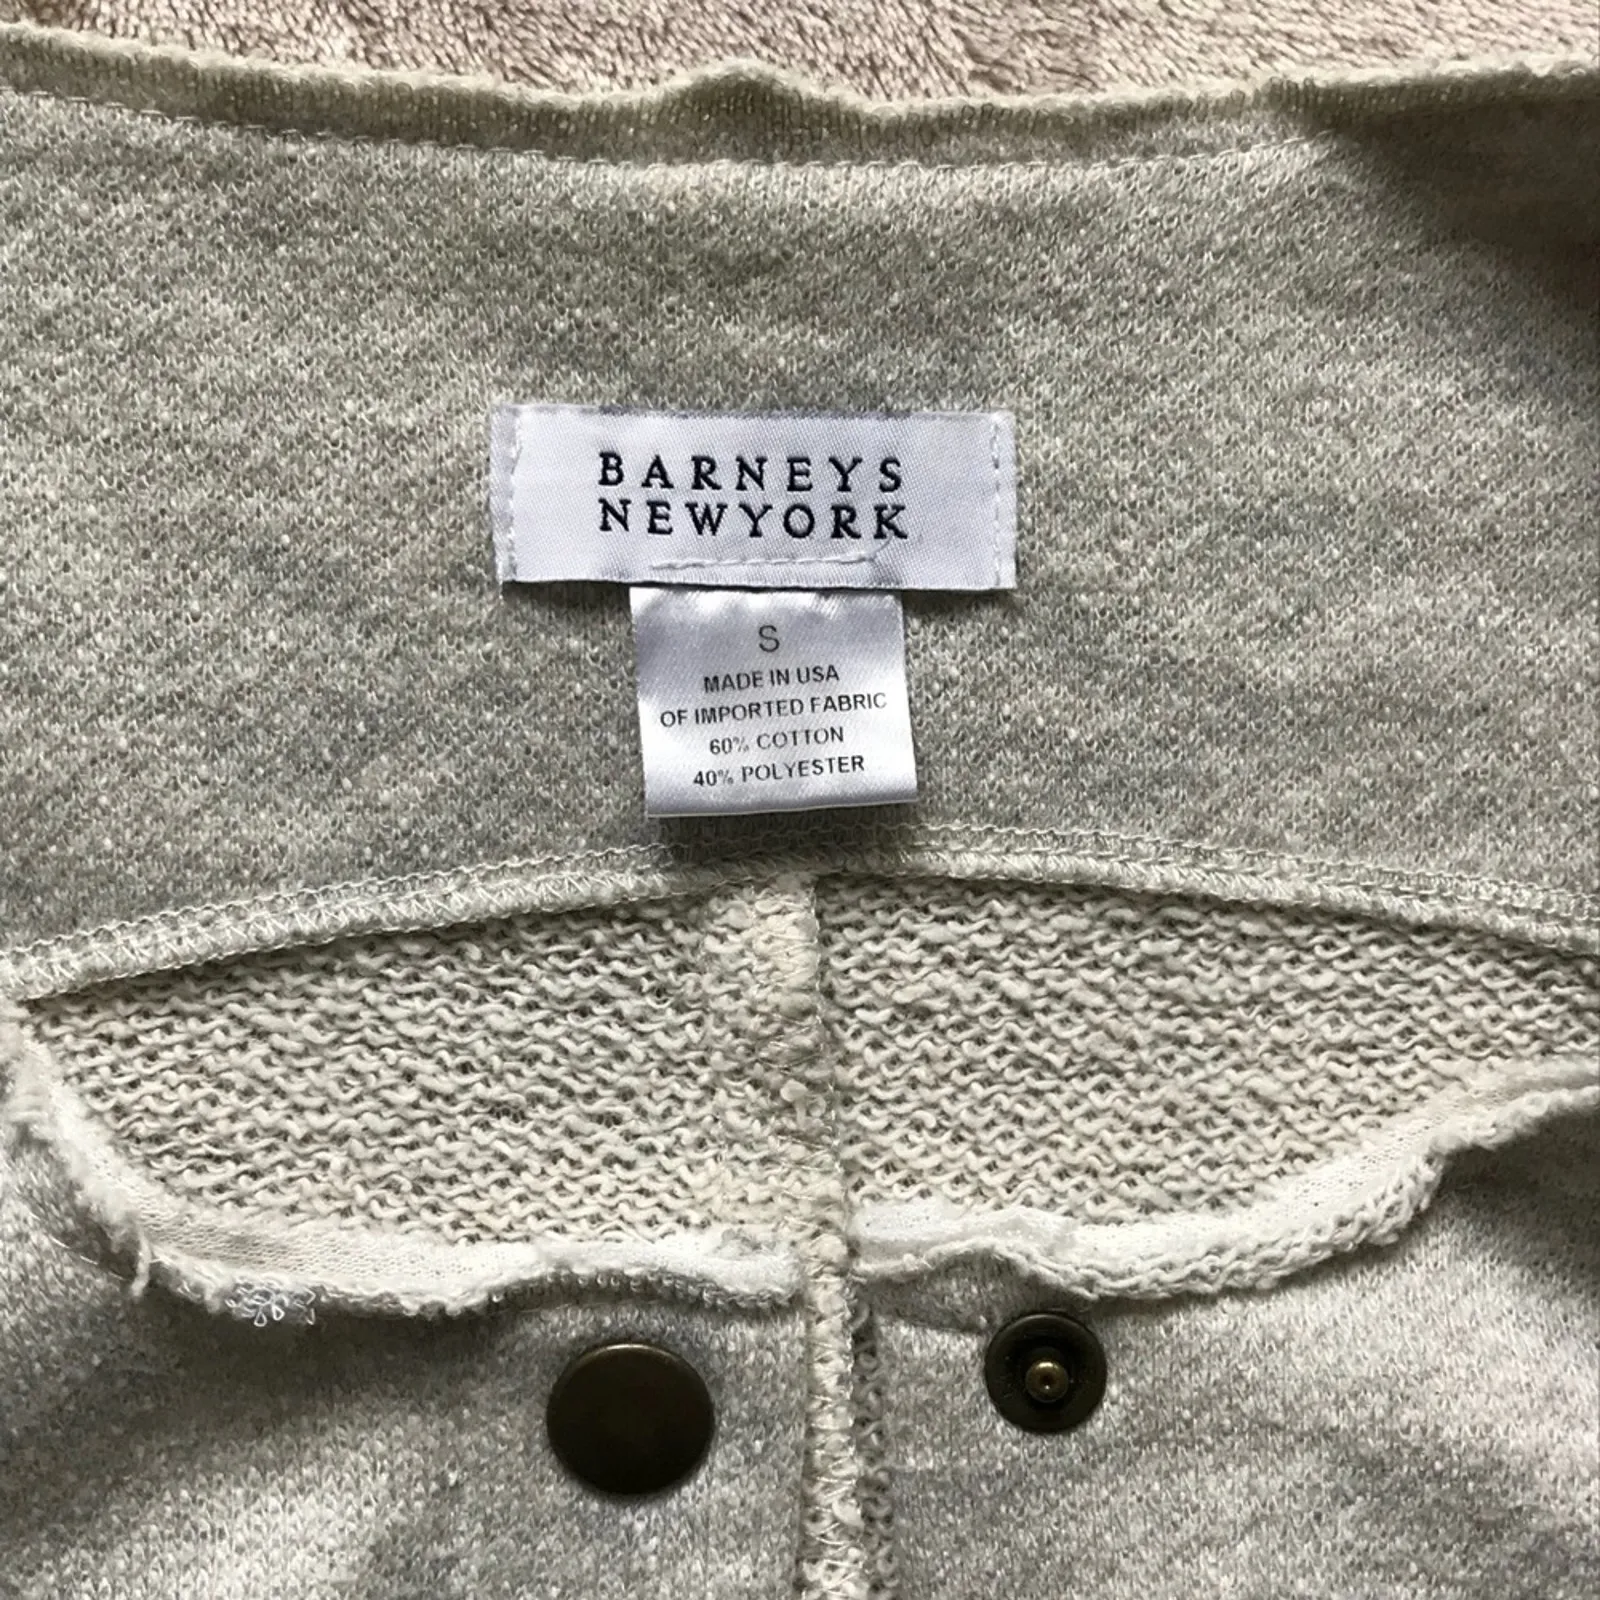 BARNEYS
NEWYORK
S
MADE IN USA
OF IMPORTED FABRIC
60% COTTON
40% POLYESTER